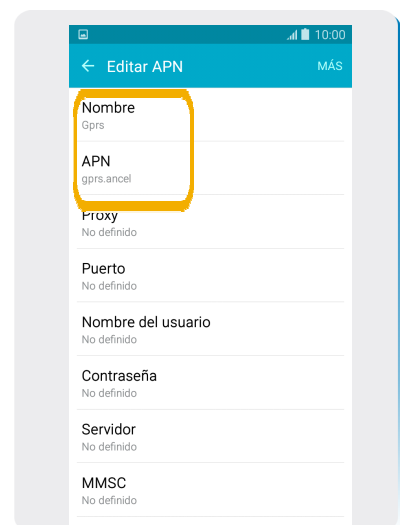 10:00
Editar APN
MÁS
Nombre
Gprs
APN
gprs.ancel
Proxy
No definido
Puerto
No definido
Nombre del usuario
No definido
Contraseña
No definido
Servidor
No definido
MMSC
No definido